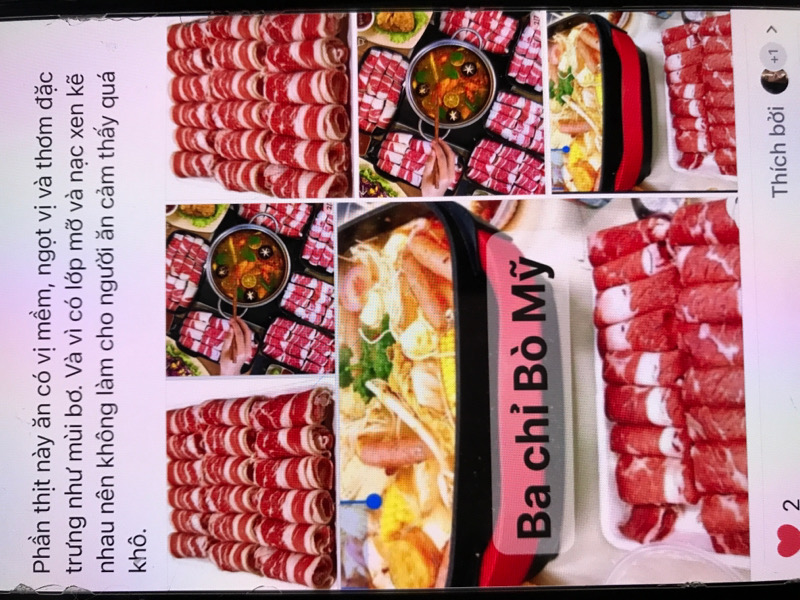 Phần thịt này ăn có vị mềm, ngọt vị và thơm đặc
trưng như mùi bơ. Và vì có lớp mỡ và nạc xen kẽ
nhau nên không làm cho người ăn cảm thấy quá
khô.
Ba chỉ Bò Mỹ
2
Thích bởi
+1